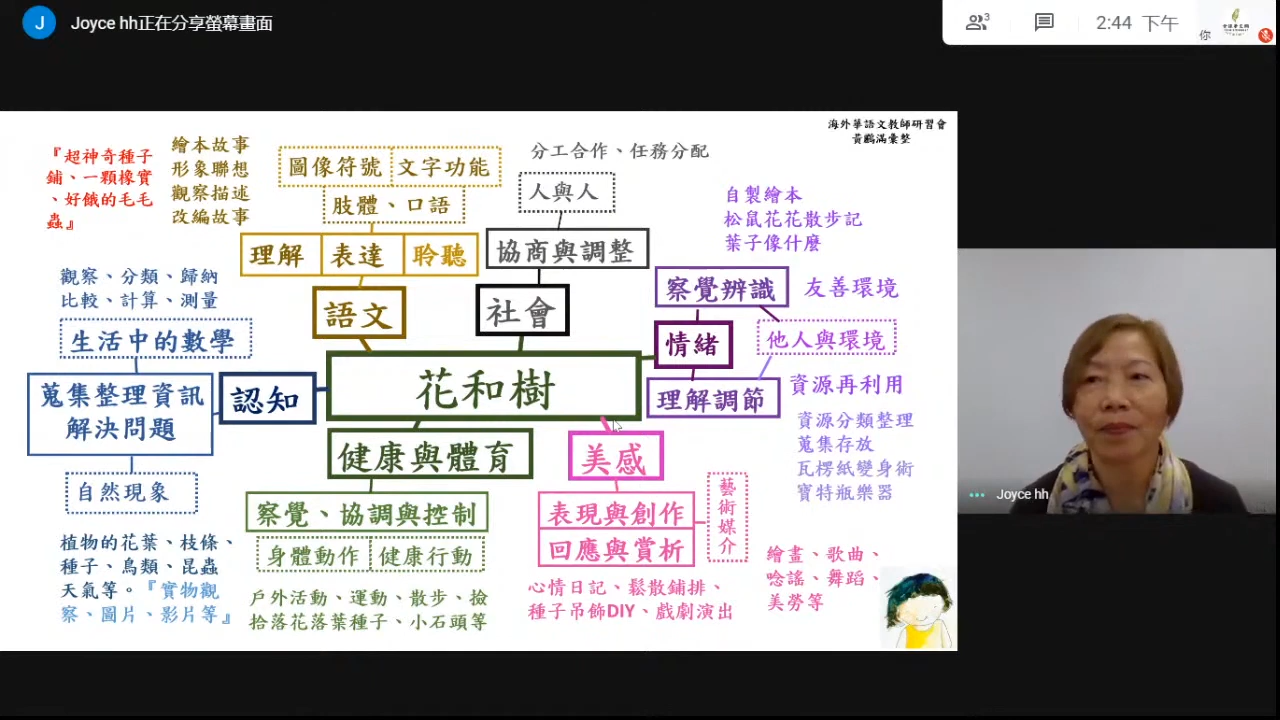 J
Joyce hh正在分享螢幕畫面
3
2:44 下午
你
海外華語文教師研習會
黃鸝滿彙整
『超神奇種子
鋪、一顆橡實
、好餓的毛毛
蟲』
繪本故事
形象聯想
觀察描述
改編故事
圖像符號
文字功能
肢體、口語
理解
表達
聆聽
語文
分工合作、任務分配
人與人
協商與調整
社會
自製繪本
松鼠花花散步記
葉子像什麼
察覺辨識
友善環境
情緒
他人與環境
理解調節
資源再利用
資源分類整理
蒐集存放
瓦楞紙變身術
寶特瓶樂器
觀察、分類、歸納
比較、計算、測量
生活中的數學
蒐集整理資訊
解決問題
認知
自然現象
植物的花葉、枝條、
種子、鳥類、昆蟲
天氣等。『實物觀
察、圖片、影片等』
花和樹
健康與體育
察覺、協調與控制
身體動作
健康行動
戶外活動、運動、散步、撿
拾落花落葉種子、小石頭等
美感
表現與創作
回應與賞析
藝術媒介
心情日記、鬆散鋪排、
種子吊飾DIY、戲劇演出
繪畫、歌曲、
唸謠、舞蹈、
美勞等
Joyce hh